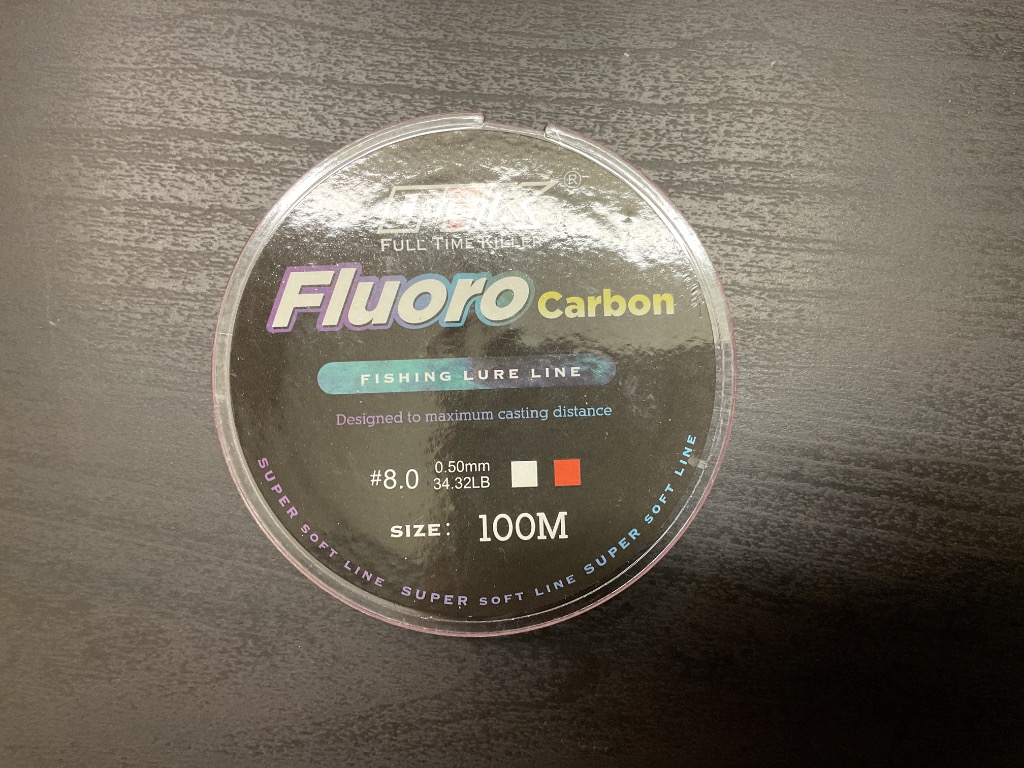 ®
FULL TIME KILLER
Fluoro Carbon
FISHING LURE LINE
Designed to maximum casting distance
#8.0 0.50mm
34.32LB
SIZE: 100M
SUPER SOFT LINE SUPER SOFT LINE SUPER SOFT LINE